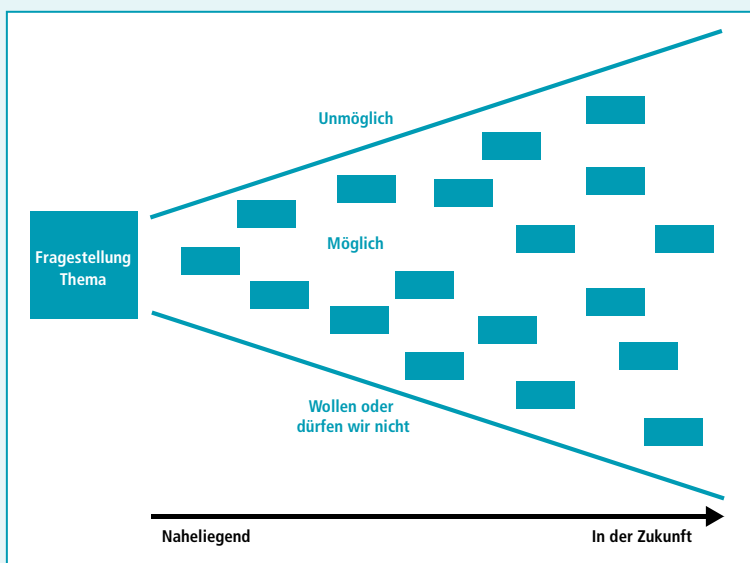 Unmöglich
Fragestellung
Thema
Möglich
Wollen oder
dürfen wir nicht
Naheliegend
In der Zukunft